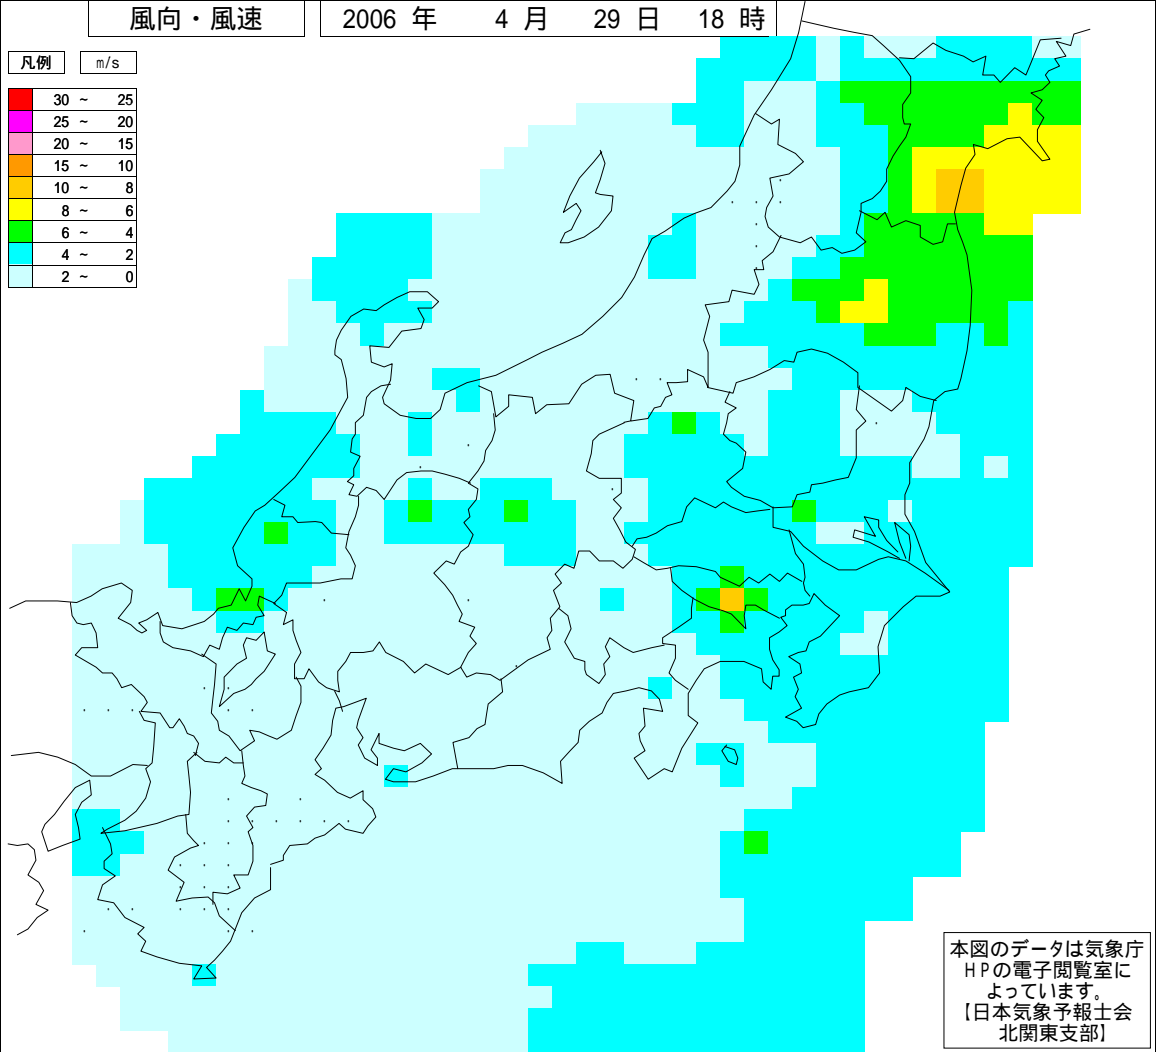 風向・風速
2006 年 4 月 29 日 18 時
凡例 m/s
30 ~ 25
25 ~ 20
20 ~ 15
15 ~ 10
10 ~ 8
8 ~ 6
6 ~ 4
4 ~ 2
2 ~ 0
本図のデータは気象庁
HPの電子閲覧室に
よっています。
【日本気象予報士会
北関東支部】